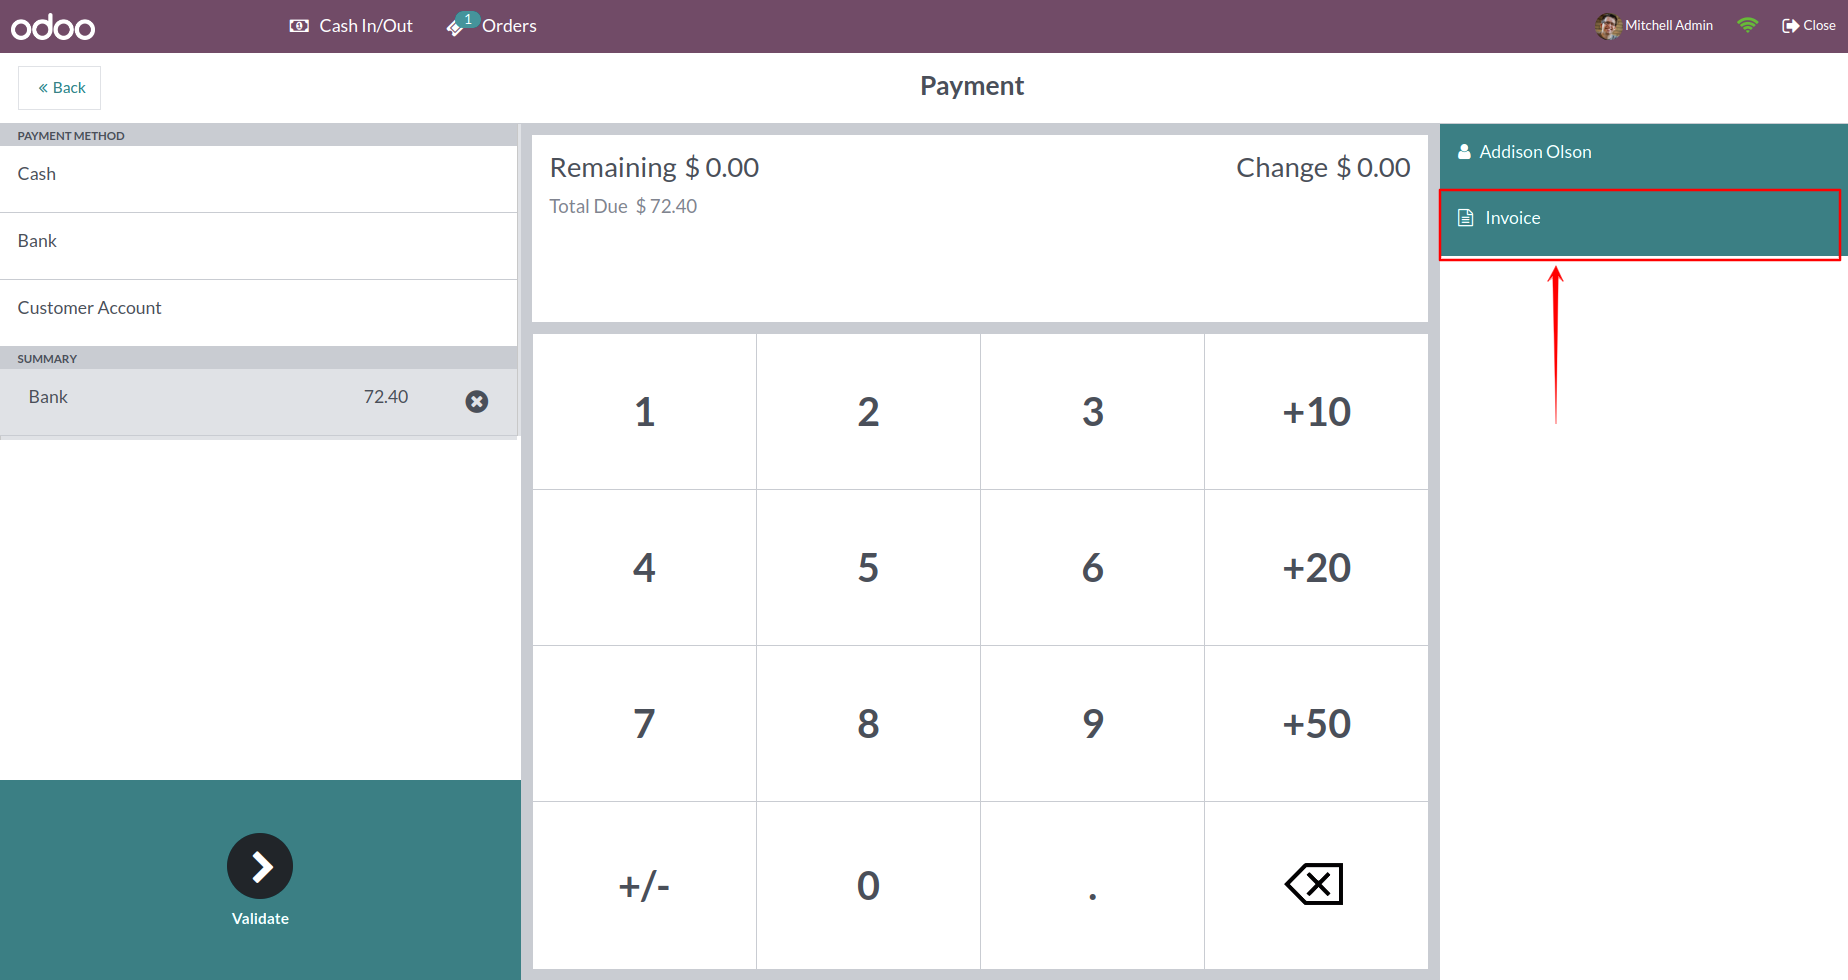 odoo
Cash In/Out
1
Orders
Mitchell Admin
Close
« Back
Payment
PAYMENT METHOD
Cash
Bank
Customer Account
SUMMARY
Bank 72.40
Validate
Remaining $ 0.00
Change $ 0.00
Total Due $ 72.40
1 2 3 +10
4 5 6 +20
7 8 9 +50
+/- 0 .
Addison Olson
Invoice